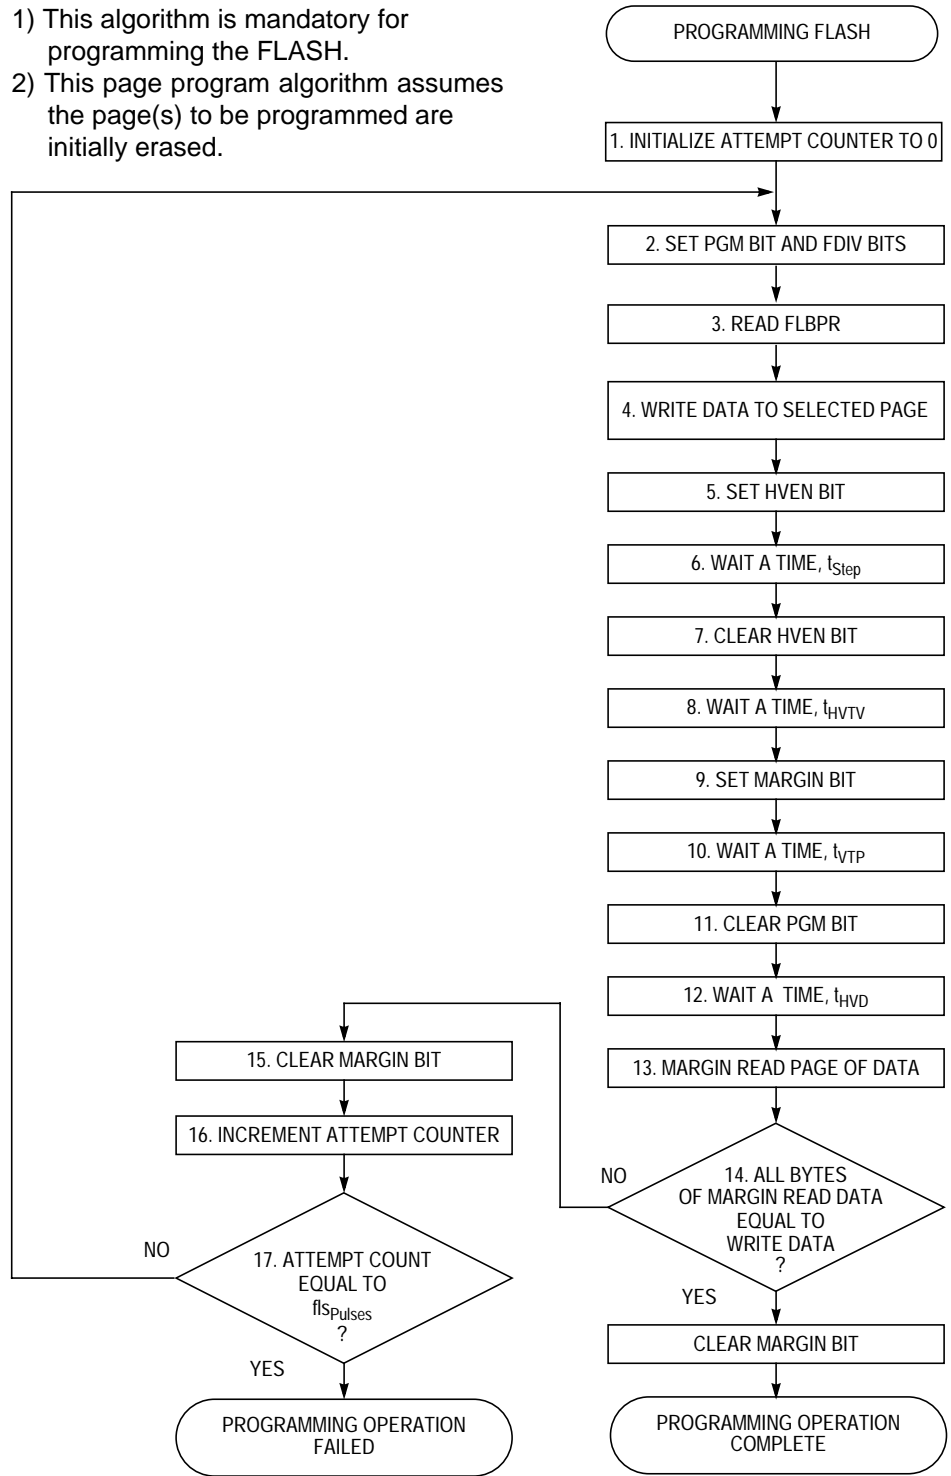 1) This algorithm is mandatory for
programming the FLASH.
2) This page program algorithm assumes
the page(s) to be programmed are
initially erased.
PROGRAMMING FLASH
1. INITIALIZE ATTEMPT COUNTER TO 0
2. SET PGM BIT AND FDIV BITS
3. READ FLBPR
4. WRITE DATA TO SELECTED PAGE
5. SET HVEN BIT
6. WAIT A TIME, tStep
7. CLEAR HVEN BIT
8. WAIT A TIME, tHVTV
9. SET MARGIN BIT
10. WAIT A TIME, tVTP
11. CLEAR PGM BIT
12. WAIT A TIME, tHVD
13. MARGIN READ PAGE OF DATA
14. ALL BYTES
OF MARGIN READ DATA
EQUAL TO
WRITE DATA
?
NO
YES
15. CLEAR MARGIN BIT
16. INCREMENT ATTEMPT COUNTER
17. ATTEMPT COUNT
EQUAL TO
flsPulses
?
NO
YES
PROGRAMMING OPERATION
FAILED
CLEAR MARGIN BIT
PROGRAMMING OPERATION
COMPLETE